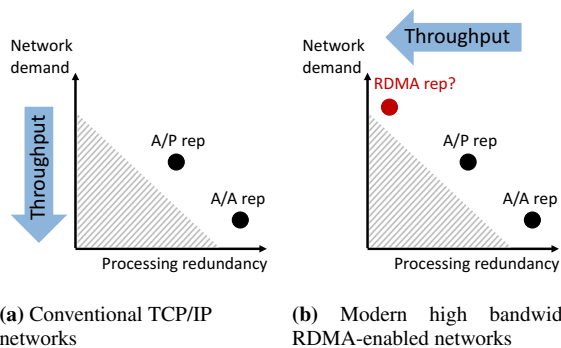 Network
demand
Throughput
A/P rep
A/A rep
Processing redundancy
(a) Conventional TCP/IP
networks
Network
demand
Throughput
RDMA rep?
A/P rep
A/A rep
Processing redundancy
(b) Modern high bandwid
RDMA-enabled networks